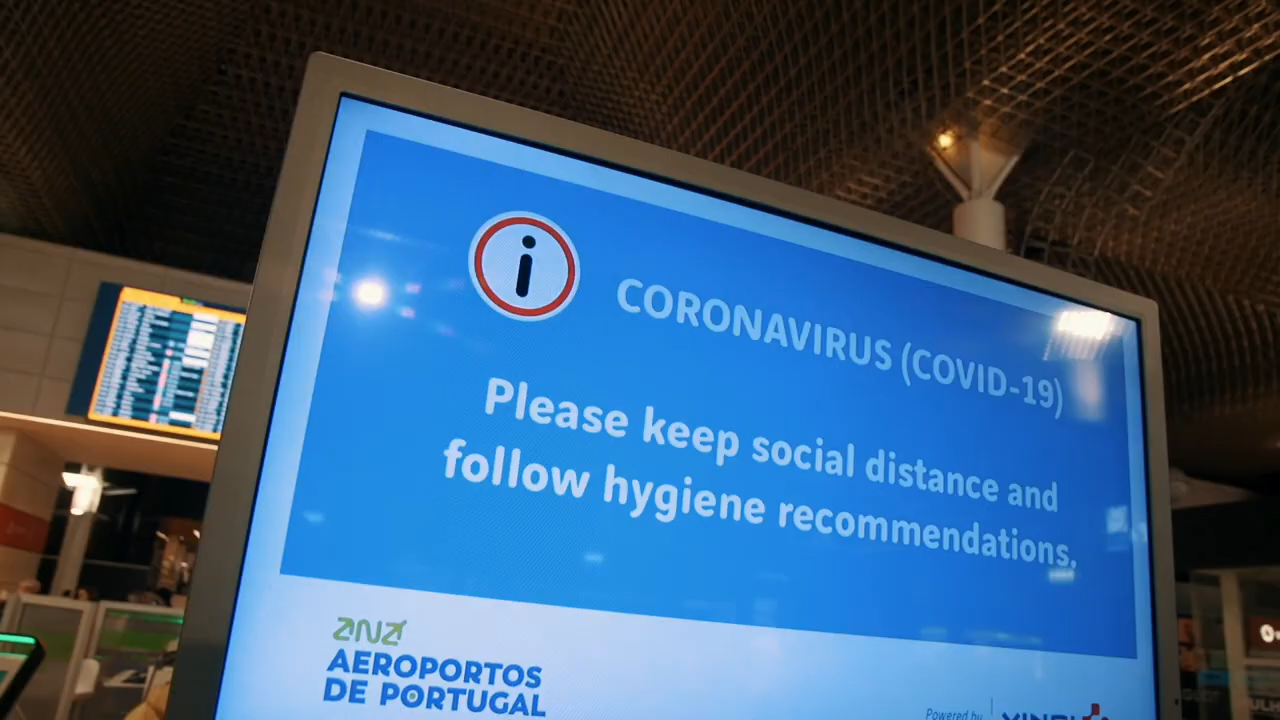 CORONAVIRUS (COVID-19)
Please keep social distance and
follow hygiene recommendations.
ANA
AEROPORTOS
DE PORTUGAL
Powered by